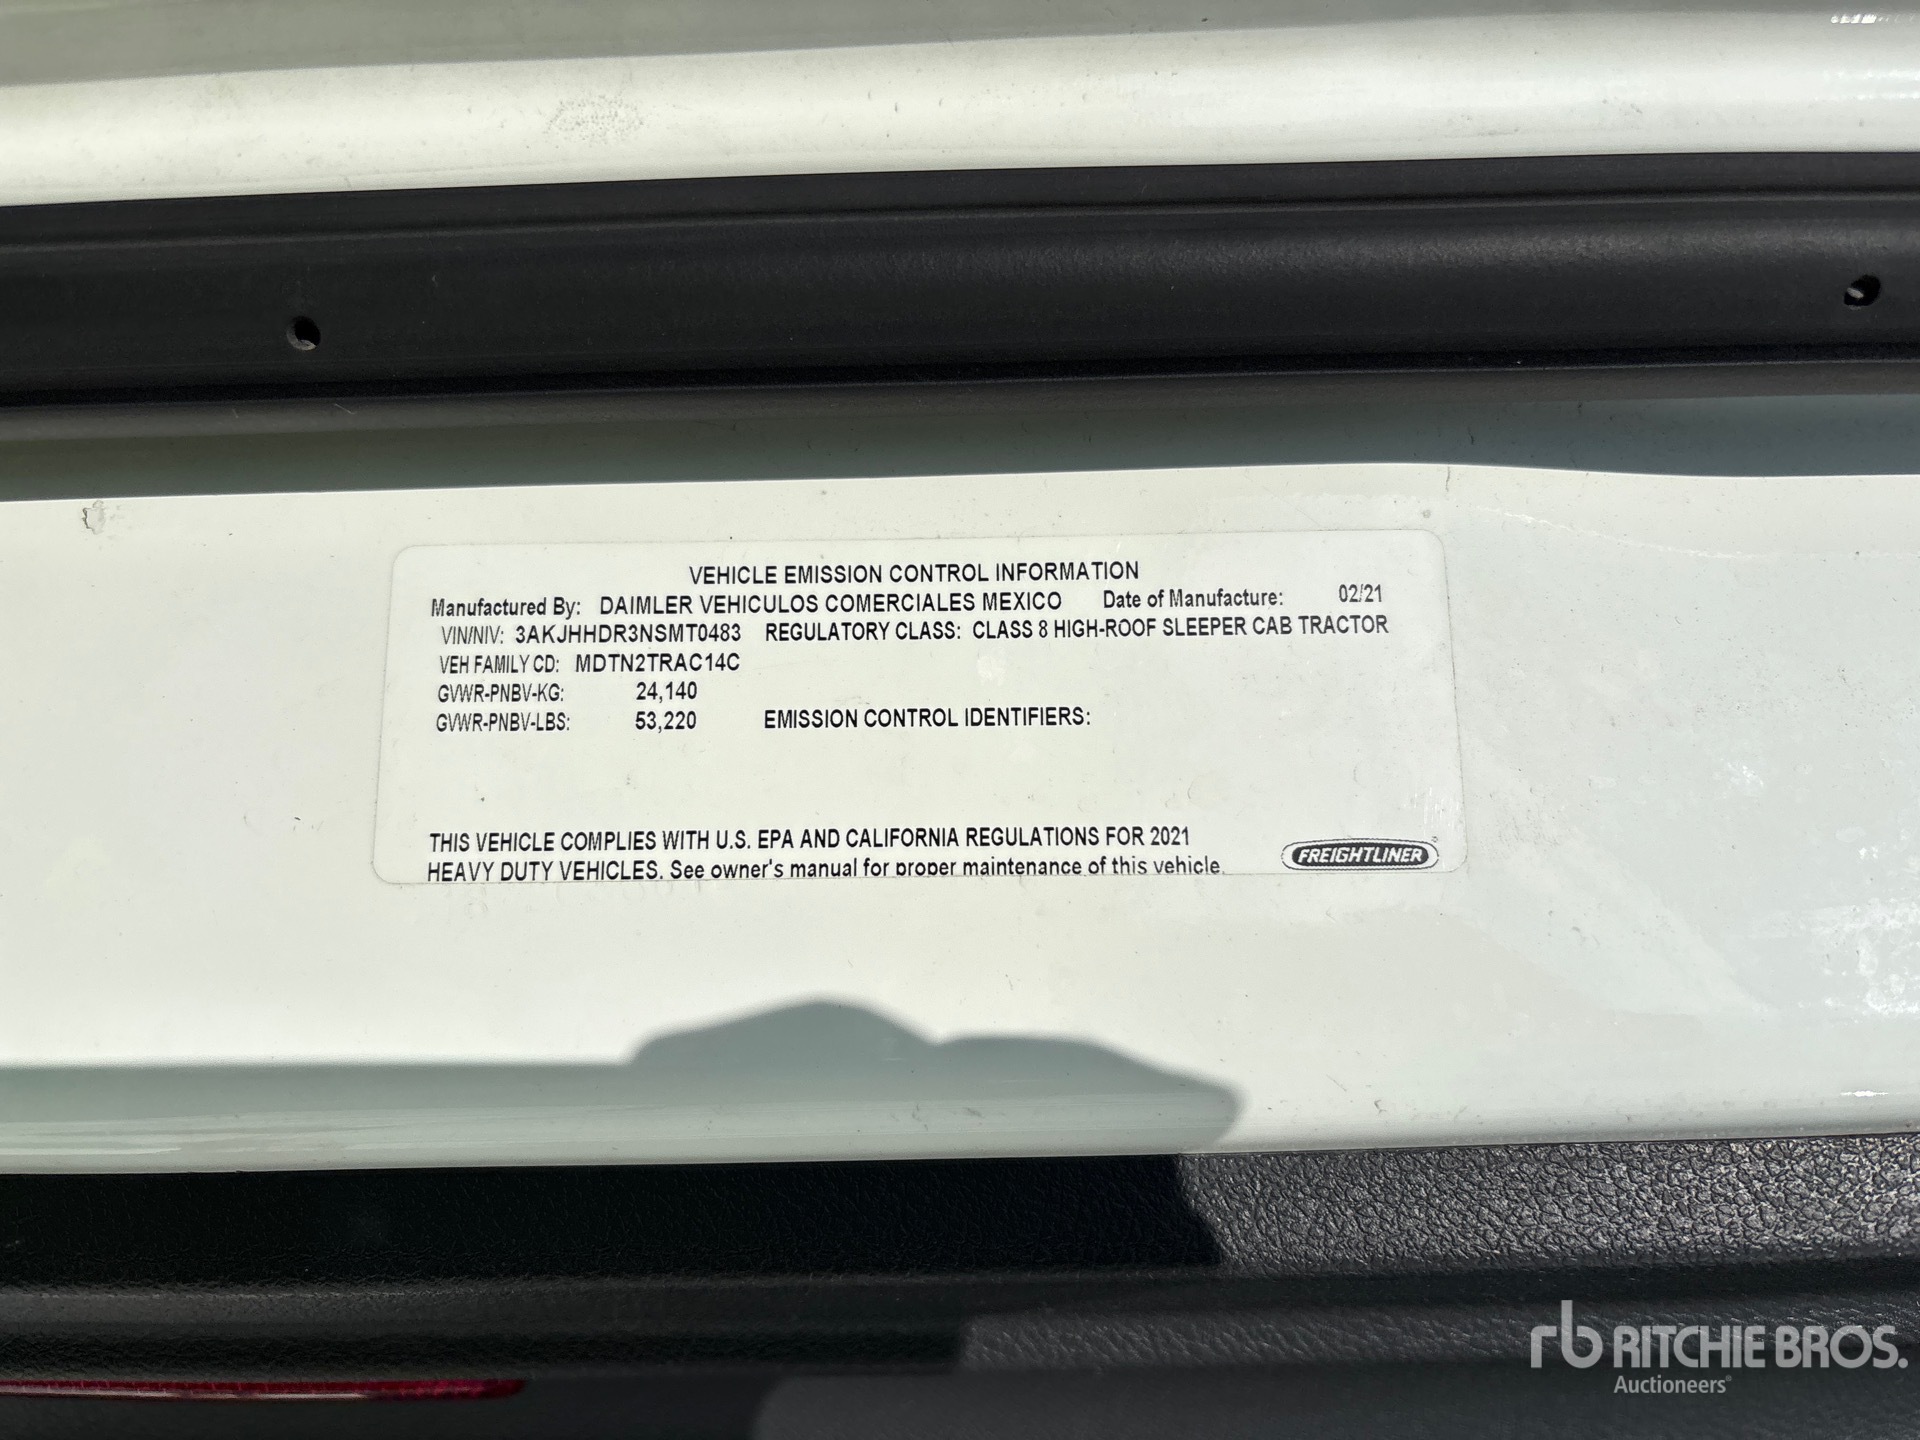 VEHICLE EMISSION CONTROL INFORMATION
Manufactured By: DAIMLER VEHICULOS COMERCIALES MEXICO Date of Manufacture: 02/21
VIN/NIV: 3AKJHHDR3NSMT0483 REGULATORY CLASS: CLASS 8 HIGH-ROOF SLEEPER CAB TRACTOR
VEH FAMILY CD: MDTN2TRAC14C
GVWR-PNBV-KG: 24,140
GVWR-PNBV-LBS: 53,220 EMISSION CONTROL IDENTIFIERS:
THIS VEHICLE COMPLIES WITH U.S. EPA AND CALIFORNIA REGULATIONS FOR 2021
HEAVY DUTY VEHICLES. See owner's manual for proper maintenance of this vehicle.
FREIGHTLINER®
rb RITCHIE BROS.
Auctioneers®